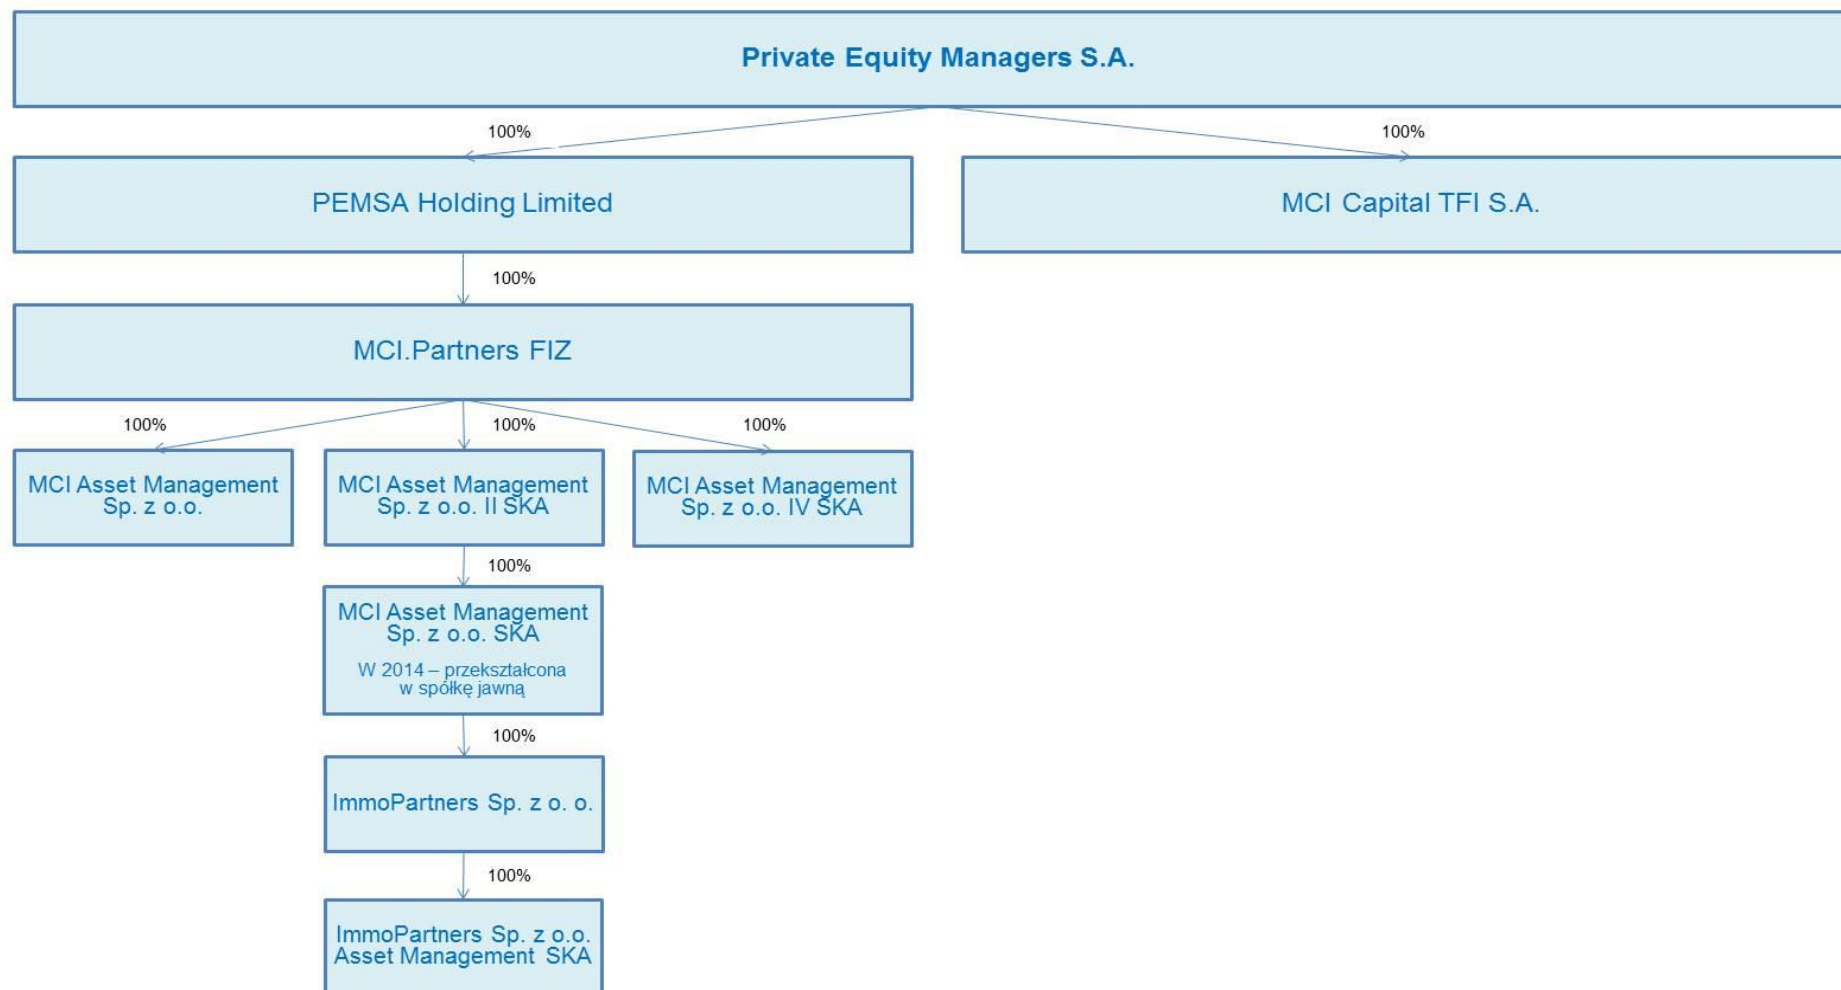 Private Equity Managers S.A.
100%
100%
PEMSA Holding Limited
MCI Capital TFI S.A.
100%
MCI.Partners FIZ
100%
100%
100%
MCI Asset Management
Sp. z o.o.
MCI Asset Management
Sp. z o.o. II SKA
MCI Asset Management
Sp. z o.o. IV SKA
100%
MCI Asset Management
Sp. z o.o. SKA
W 2014 – przekształcona
w spółkę jawną
100%
ImmoPartners Sp. z o. o.
100%
ImmoPartners Sp. z o.o.
Asset Management SKA